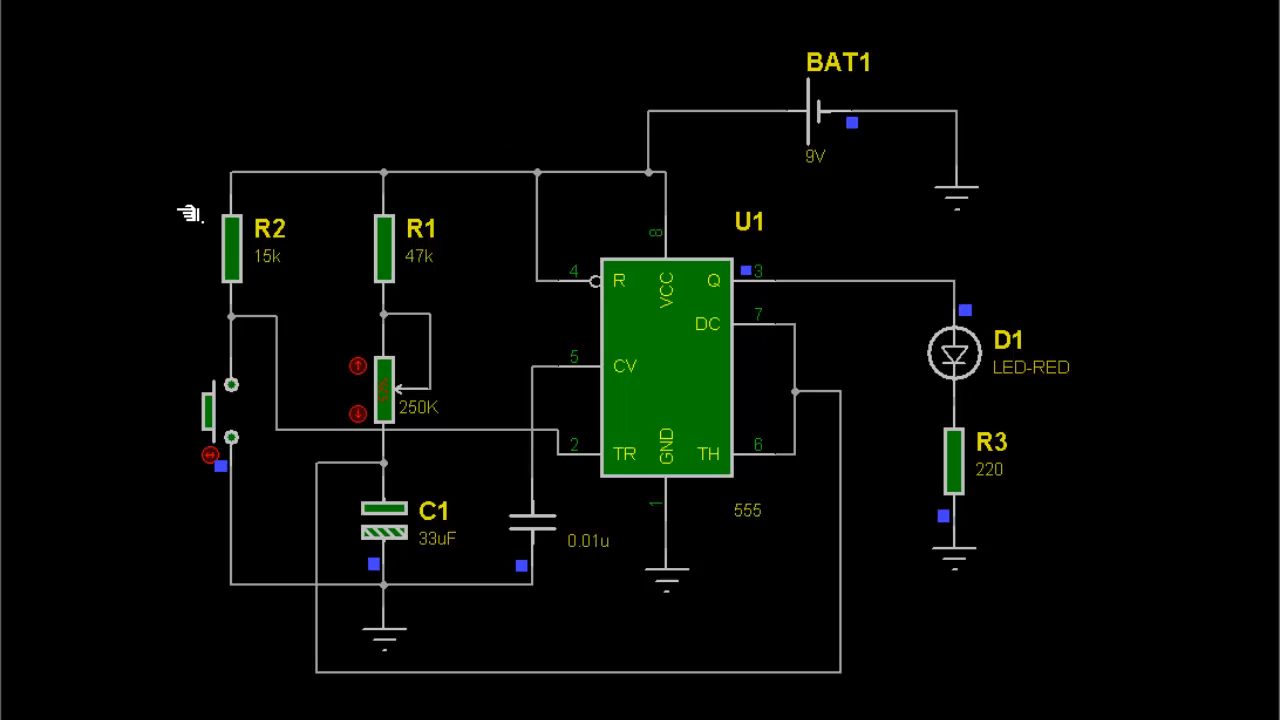 BAT1
9V
R2
15k
R1
47k
U1
8
4
R
VCC
Q
3
DC
7
5
CV
D1
LED-RED
250K
2
TR
GND
TH
6
R3
220
1
555
C1
33uF
0.01u